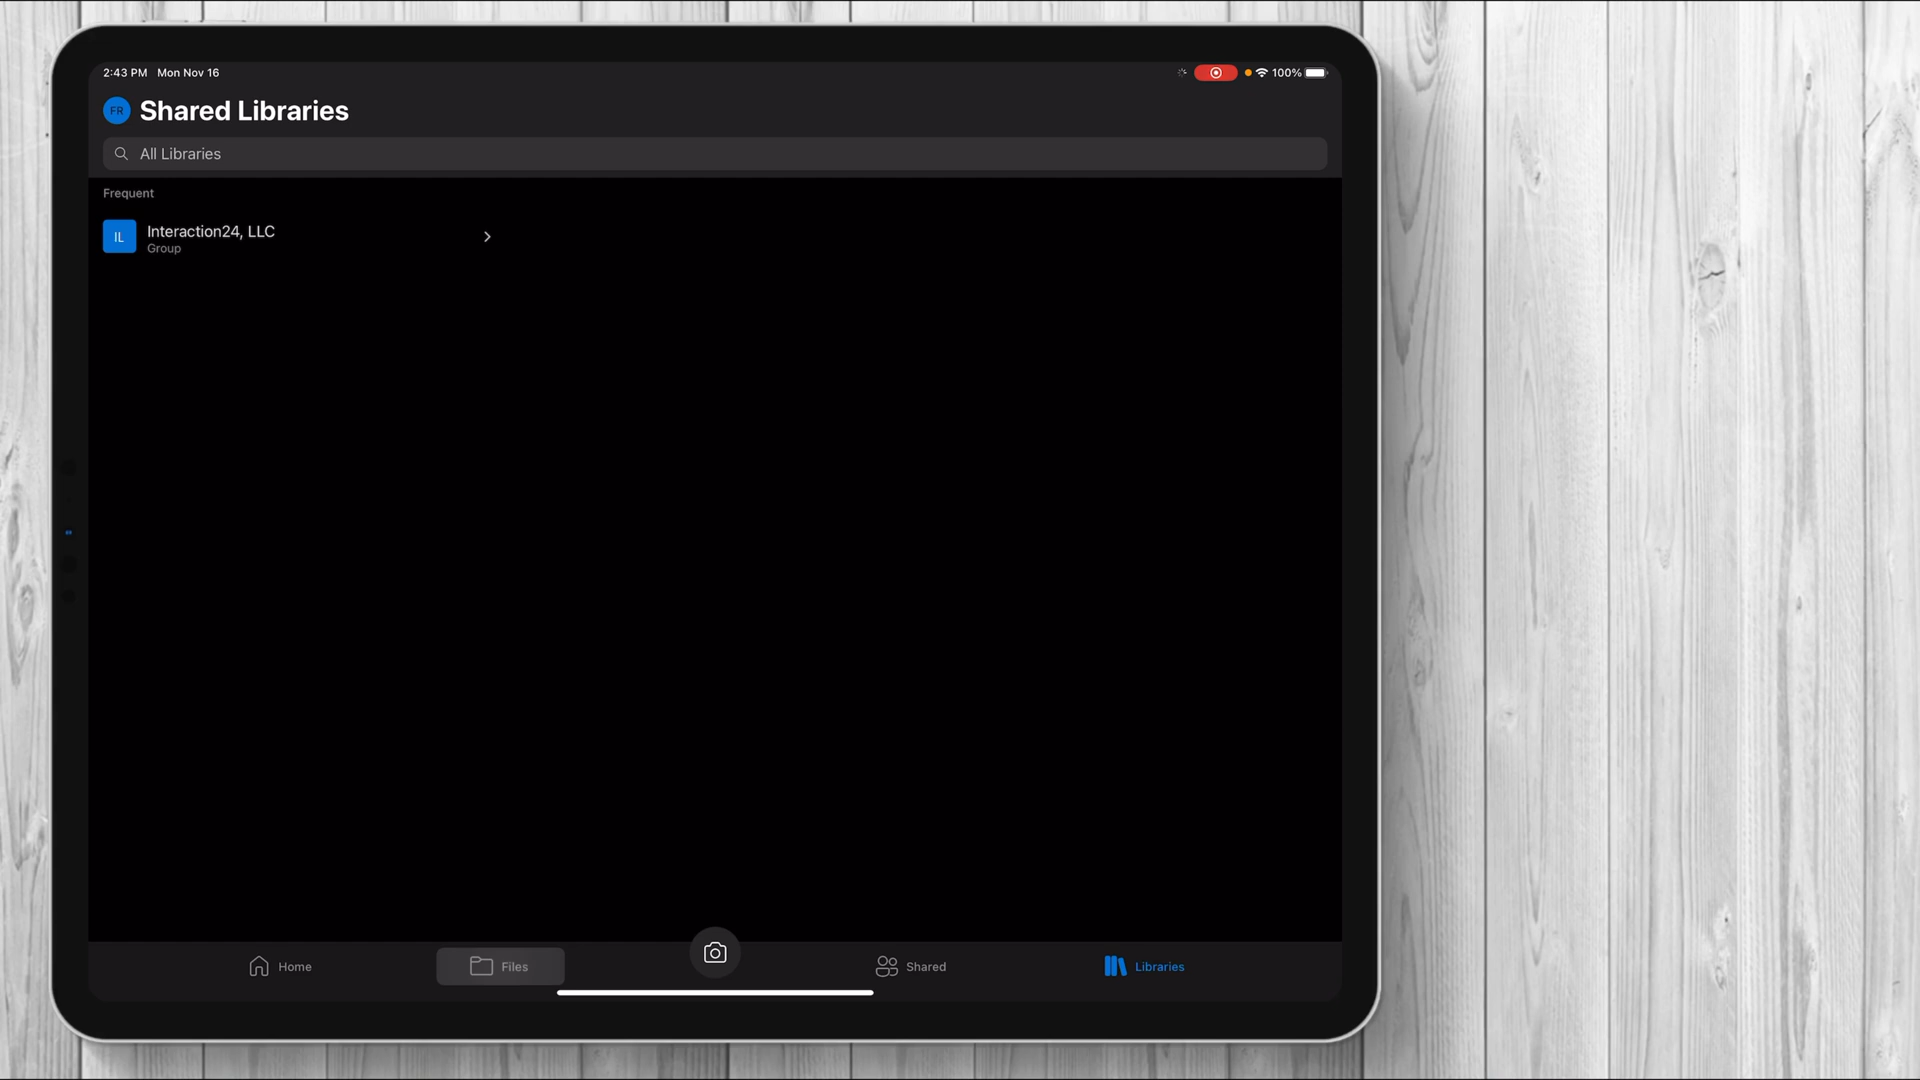 2:43 PM Mon Nov 16 100%
FR Shared Libraries
All Libraries
Frequent
IL Interaction24, LLC
Group
Home Files Shared Libraries